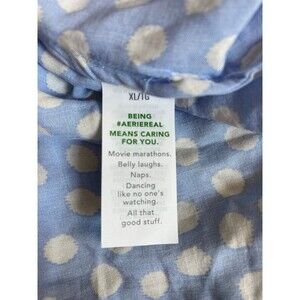 XL/TG
BEING
#AERIEREAL
MEANS CARING
FOR YOU.
Movie marathons.
Belly laughs.
Naps.
Dancing
like no one's
watching.
All that
good stuff.